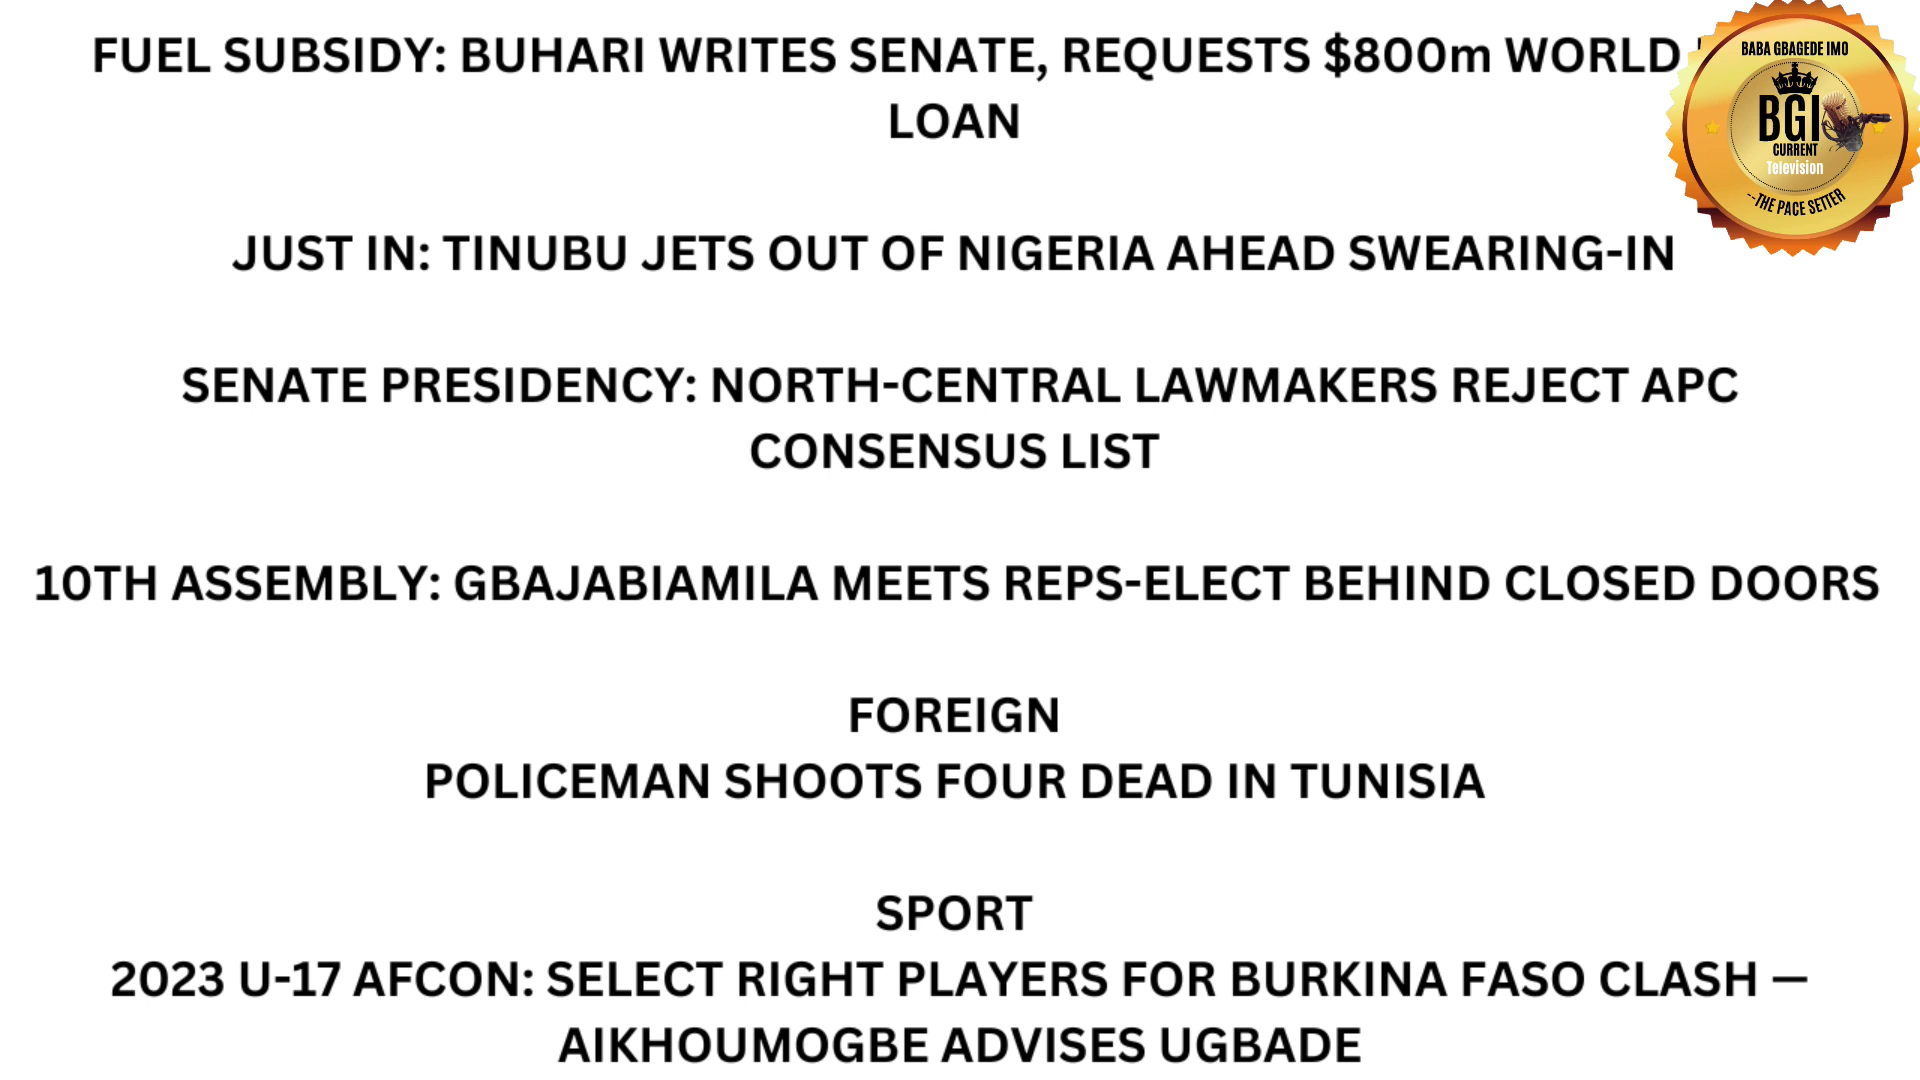 FUEL SUBSIDY: BUHARI WRITES SENATE, REQUESTS $800m WORLD
LOAN
BABA GBAGEDE IMO
BGI
CURRENT
Television
--THE PACE SETTER
JUST IN: TINUBU JETS OUT OF NIGERIA AHEAD SWEARING-IN
SENATE PRESIDENCY: NORTH-CENTRAL LAWMAKERS REJECT APC
CONSENSUS LIST
10TH ASSEMBLY: GBAJABIAMILA MEETS REPS-ELECT BEHIND CLOSED DOORS
FOREIGN
POLICEMAN SHOOTS FOUR DEAD IN TUNISIA
SPORT
2023 U-17 AFCON: SELECT RIGHT PLAYERS FOR BURKINA FASO CLASH —
AIKHOUMOGBE ADVISES UGBADE